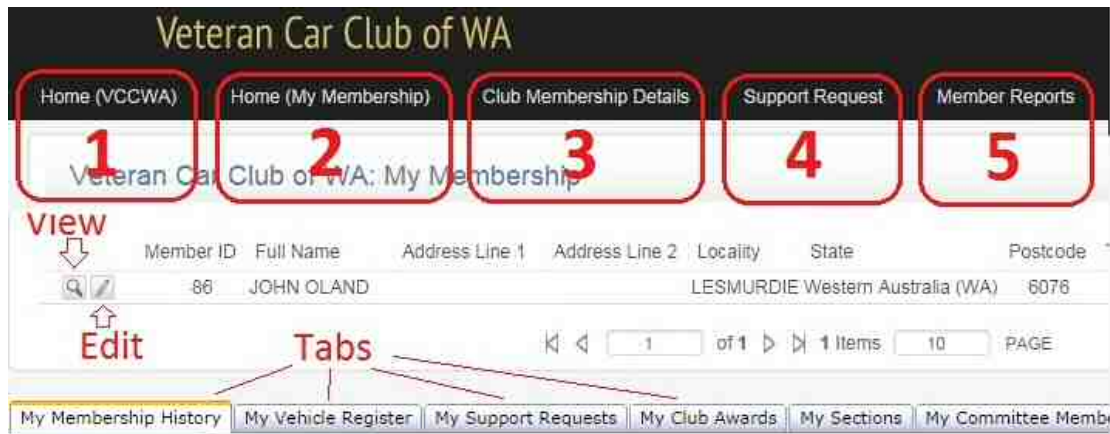 Veteran Car Club of WA
Home (VCCWA) Home (My Membership) Club Membership Details Support Request Member Reports
1 2 3 4 5
Veteran Car Club of WA: My Membership
View
Member ID Full Name Address Line 1 Address Line 2 Locality State Postcode
86 JOHN OLAND LESMURDIE Western Australia (WA) 6076
Edit Tabs 1 of 1 1 Items 10 PAGE
My Membership History My Vehicle Register My Support Requests My Club Awards My Sections My Committee Memb